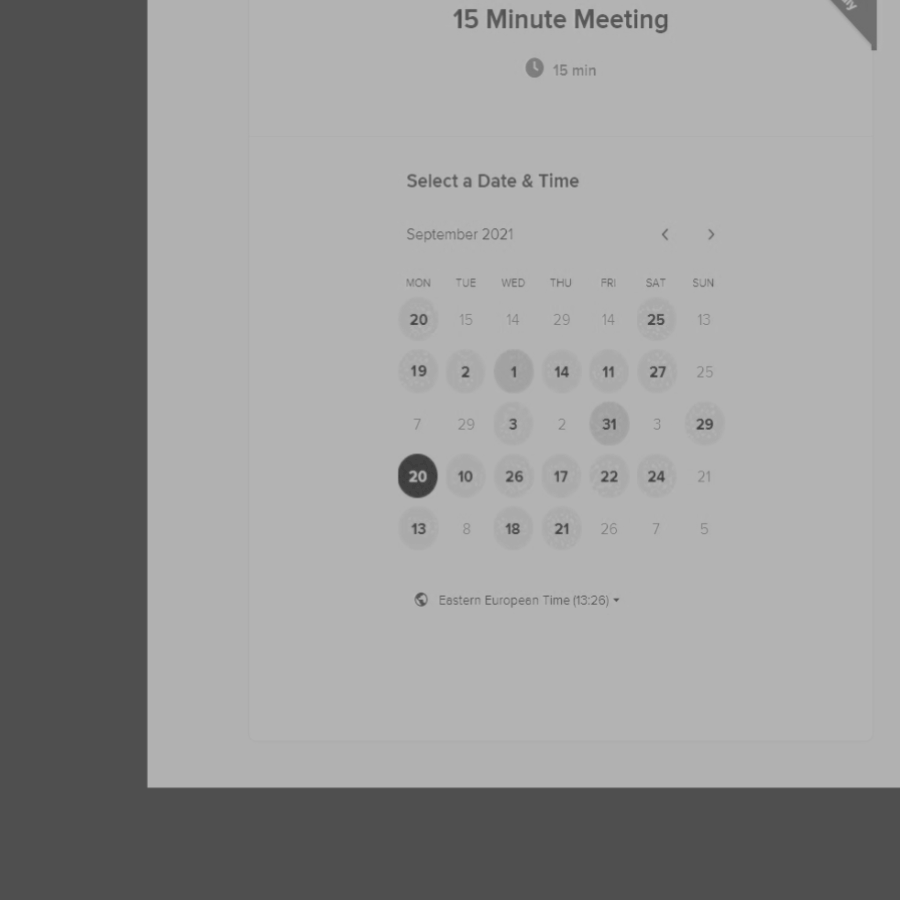 15 Minute Meeting
15 min
Select a Date & Time
September 2021
MON TUE WED THU FRI SAT SUN
20 15 14 29 14 25 13
19 2 1 14 11 27 25
7 29 3 2 31 3 29
20 10 26 17 22 24 21
13 8 18 21 26 7 5
Eastern European Time (13:26)